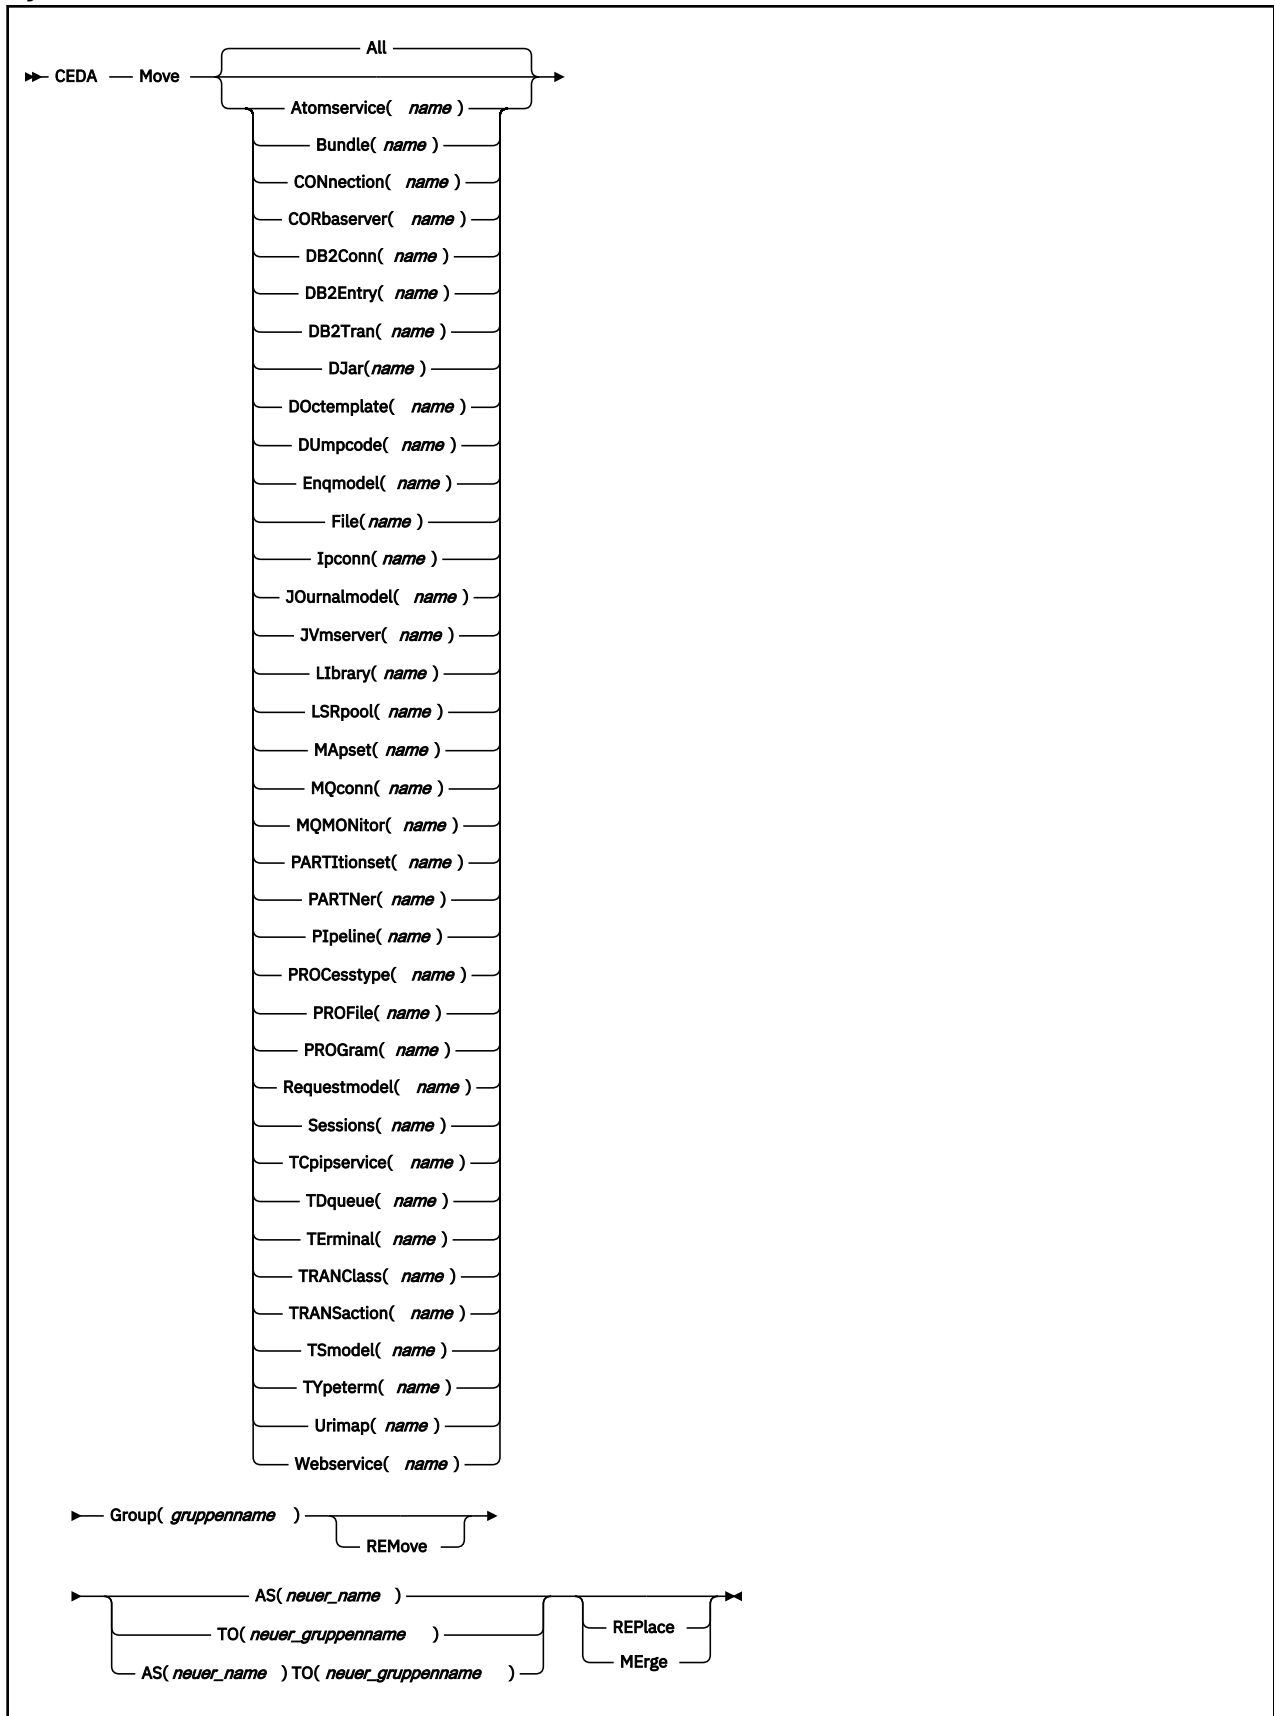 All
CEDA Move
Atomservice( name )
Bundle( name )
CONnection( name )
CORbaserver( name )
DB2Conn( name )
DB2Entry( name )
DB2Tran( name )
DJar(name )
DOctemplate( name )
DUmpcode( name )
Enqmodel( name )
File(name )
Ipconn( name )
JOurnalmodel( name )
JVmserver( name )
LIbrary( name )
LSRpool( name )
MApset( name )
MQconn( name )
MQMONitor( name )
PARTItionset( name )
PARTNer( name )
PIpeline( name )
PROCesstype( name )
PROFile( name )
PROGram( name )
Requestmodel( name )
Sessions( name )
TCpipservice( name )
TDqueue( name )
TErminal( name )
TRANClass( name )
TRANSaction( name )
TSmodel( name )
TYpeterm( name )
Urimap( name )
Webservice( name )
Group( gruppenname )
REMove
AS( neuer_name )
TO( neuer_gruppenname ) REPlace
AS( neuer_name ) TO( neuer_gruppenname ) MErge